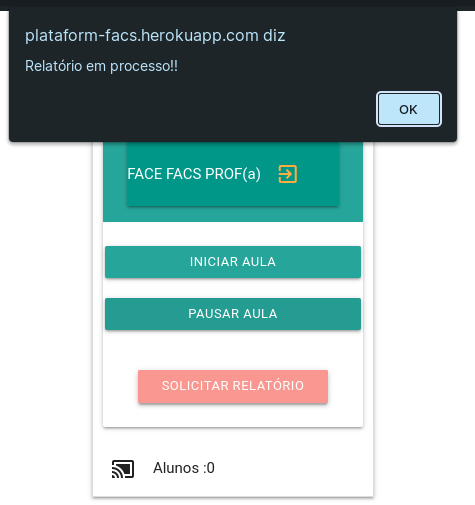 plataform-facs.herokuapp.com diz
Relatório em processo!!
OK
FACE FACS PROF(a)
INICIAR AULA
PAUSAR AULA
SOLICITAR RELATÓRIO
Alunos :0